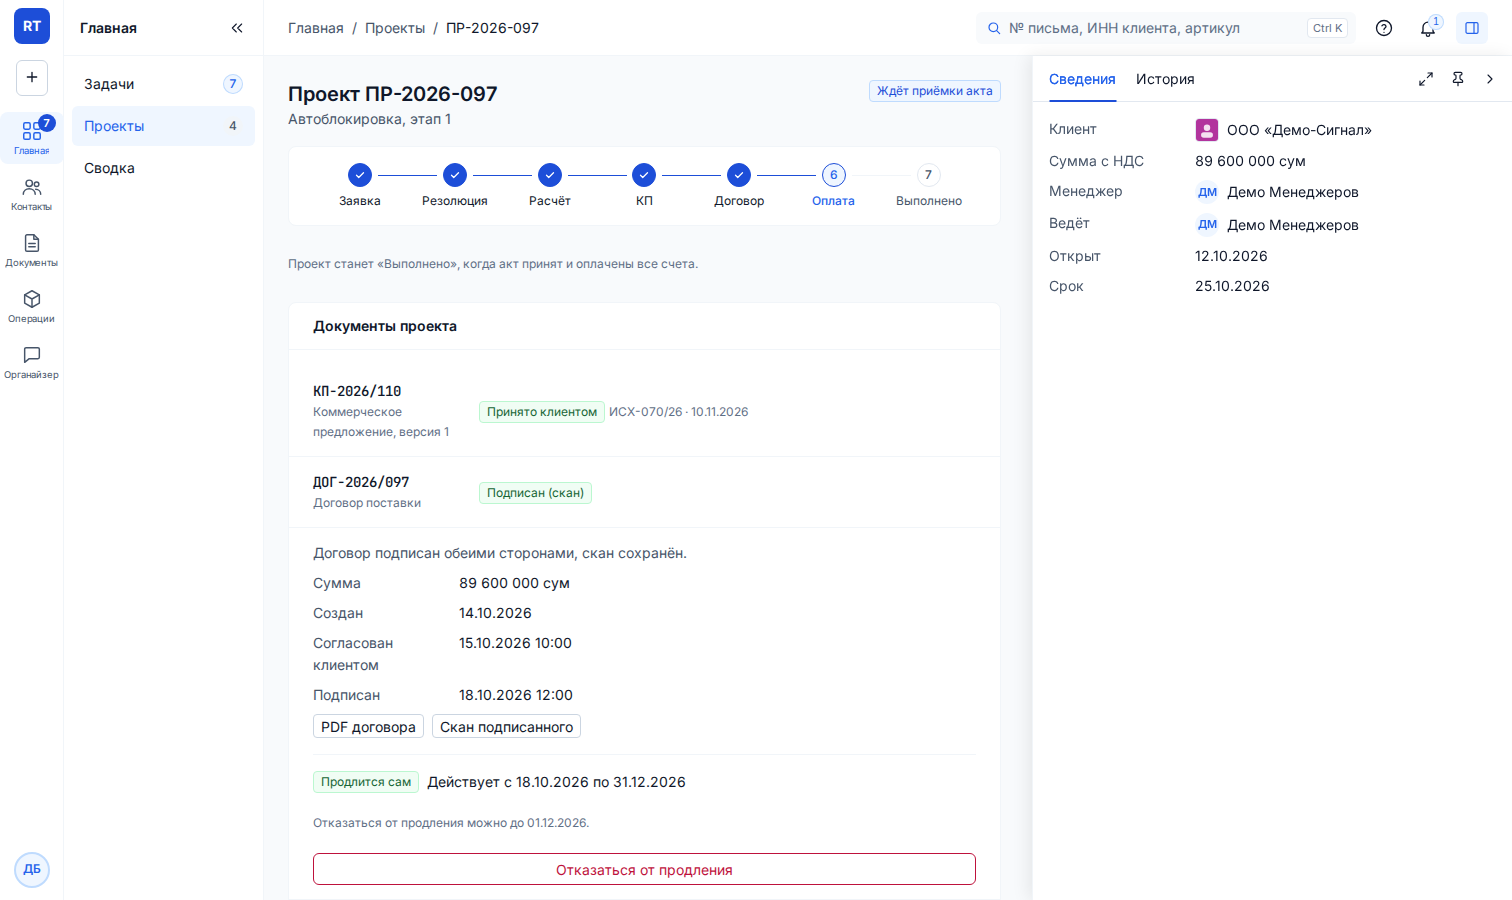 RT
Главная
Главная / Проекты / ПР-2026-097
№ письма, ИНН клиента, артикул
Ctrl K
1
+
Задачи
7
Проекты
4
Сводка
7
Главная
Контакты
Документы
Операции
Органайзер
ДБ
Проект ПР-2026-097
Ждёт приёмки акта
Автоблокировка, этап 1
Заявка
Резолюция
Расчёт
КП
Договор
6
Оплата
7
Выполнено
Проект станет «Выполнено», когда акт принят и оплачены все счета.
Документы проекта
КП-2026/110
Коммерческое
предложение, версия 1
Принято клиентом ИСХ-070/26 · 10.11.2026
ДОГ-2026/097
Договор поставки
Подписан (скан)
Договор подписан обеими сторонами, скан сохранён.
Сумма 89 600 000 сум
Создан 14.10.2026
Согласован 15.10.2026 10:00
клиентом
Подписан 18.10.2026 12:00
PDF договора Скан подписанного
Продлится сам Действует с 18.10.2026 по 31.12.2026
Отказаться от продления можно до 01.12.2026.
Отказаться от продления
Сведения История
Клиент ООО «Демо-Сигнал»
Сумма с НДС 89 600 000 сум
Менеджер ДМ Демо Менеджеров
Ведёт ДМ Демо Менеджеров
Открыт 12.10.2026
Срок 25.10.2026